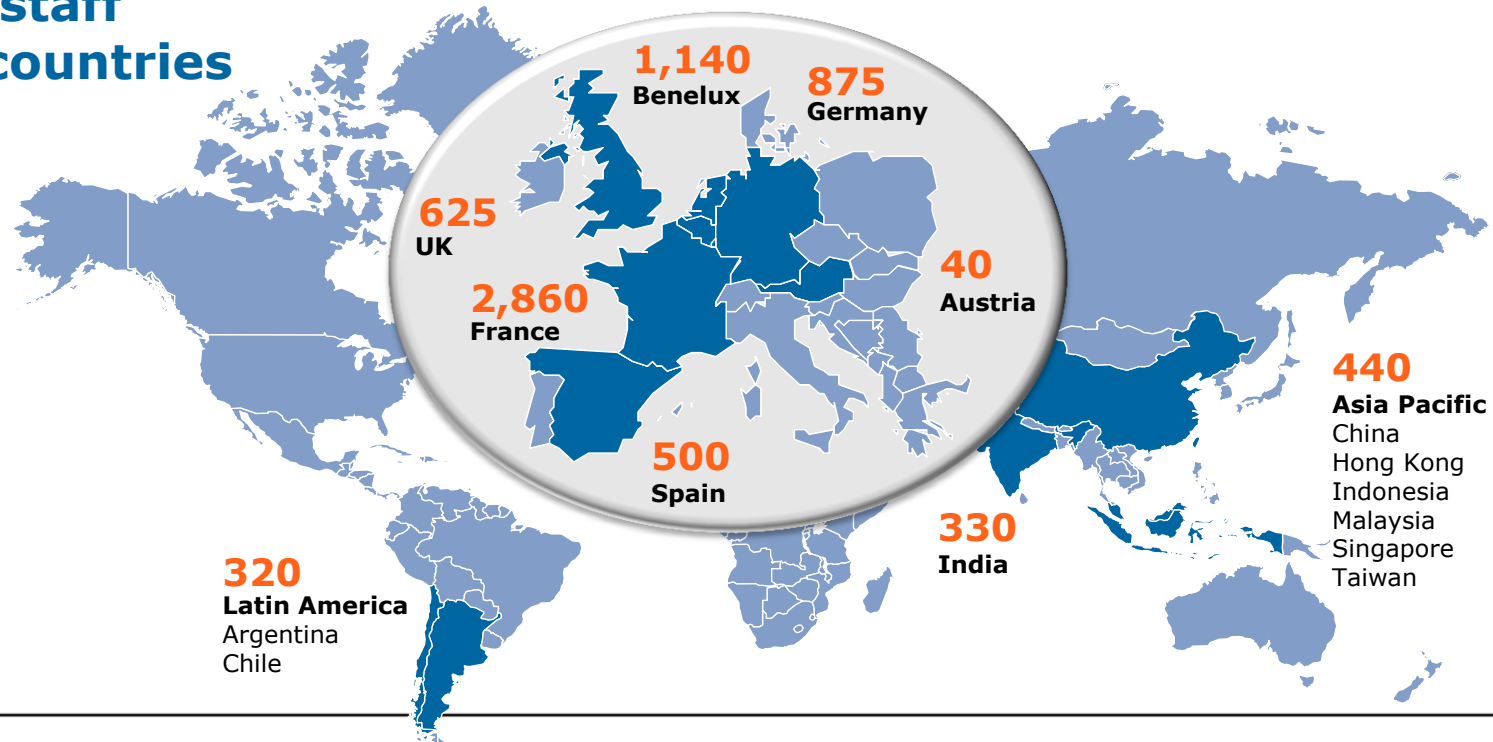 staff
countries
1,140
Benelux
875
Germany
625
UK
2,860
France
40
Austria
500
Spain
440
Asia Pacific
China
Hong Kong
Indonesia
Malaysia
Singapore
Taiwan
330
India
320
Latin America
Argentina
Chile